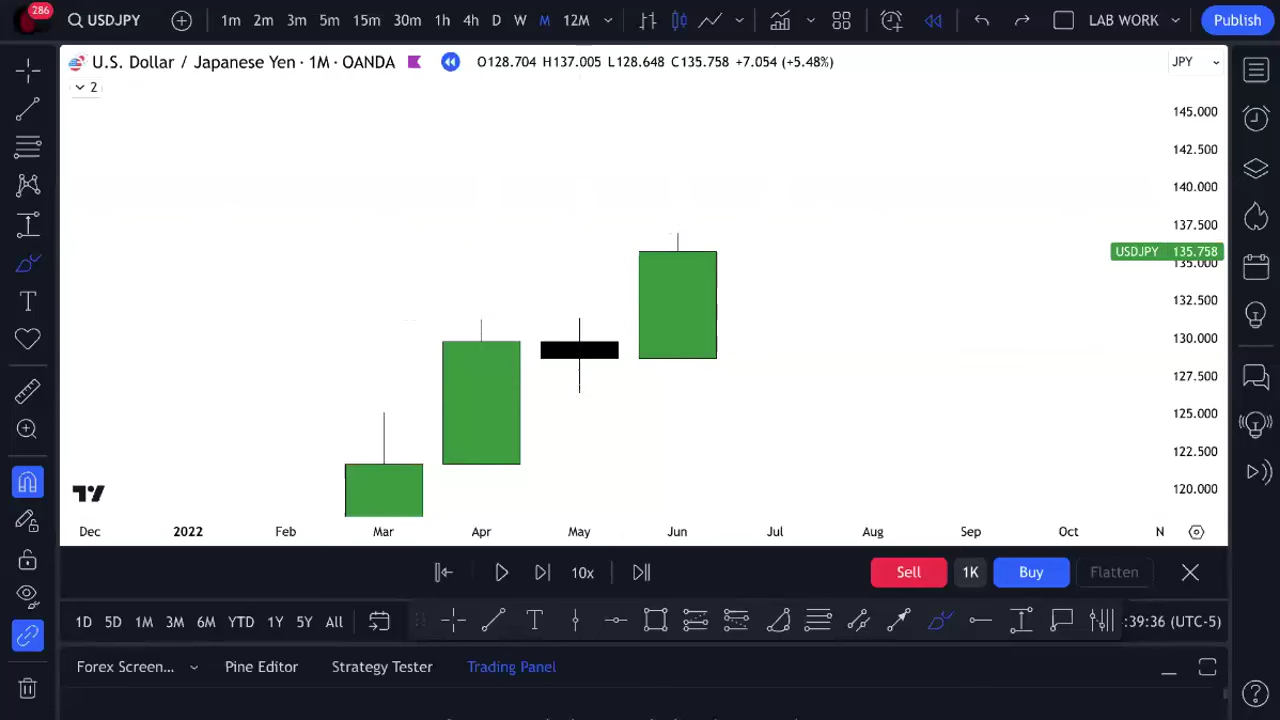 286
USDJPY
1m 2m 3m 5m 15m 30m 1h 4h D W M 12M
LAB WORK
Publish
U.S. Dollar / Japanese Yen · 1M · OANDA
O128.704 H137.005 L128.648 C135.758 +7.054 (+5.48%)
JPY
2
145.000
142.500
140.000
137.500
USDJPY 135.758
135.000
132.500
130.000
127.500
125.000
122.500
120.000
Dec 2022 Feb Mar Apr May Jun Jul Aug Sep Oct N
10x
Sell 1K Buy Flatten
1D 5D 1M 3M 6M YTD 1Y 5Y All
:39:36 (UTC-5)
Forex Screen... Pine Editor Strategy Tester Trading Panel